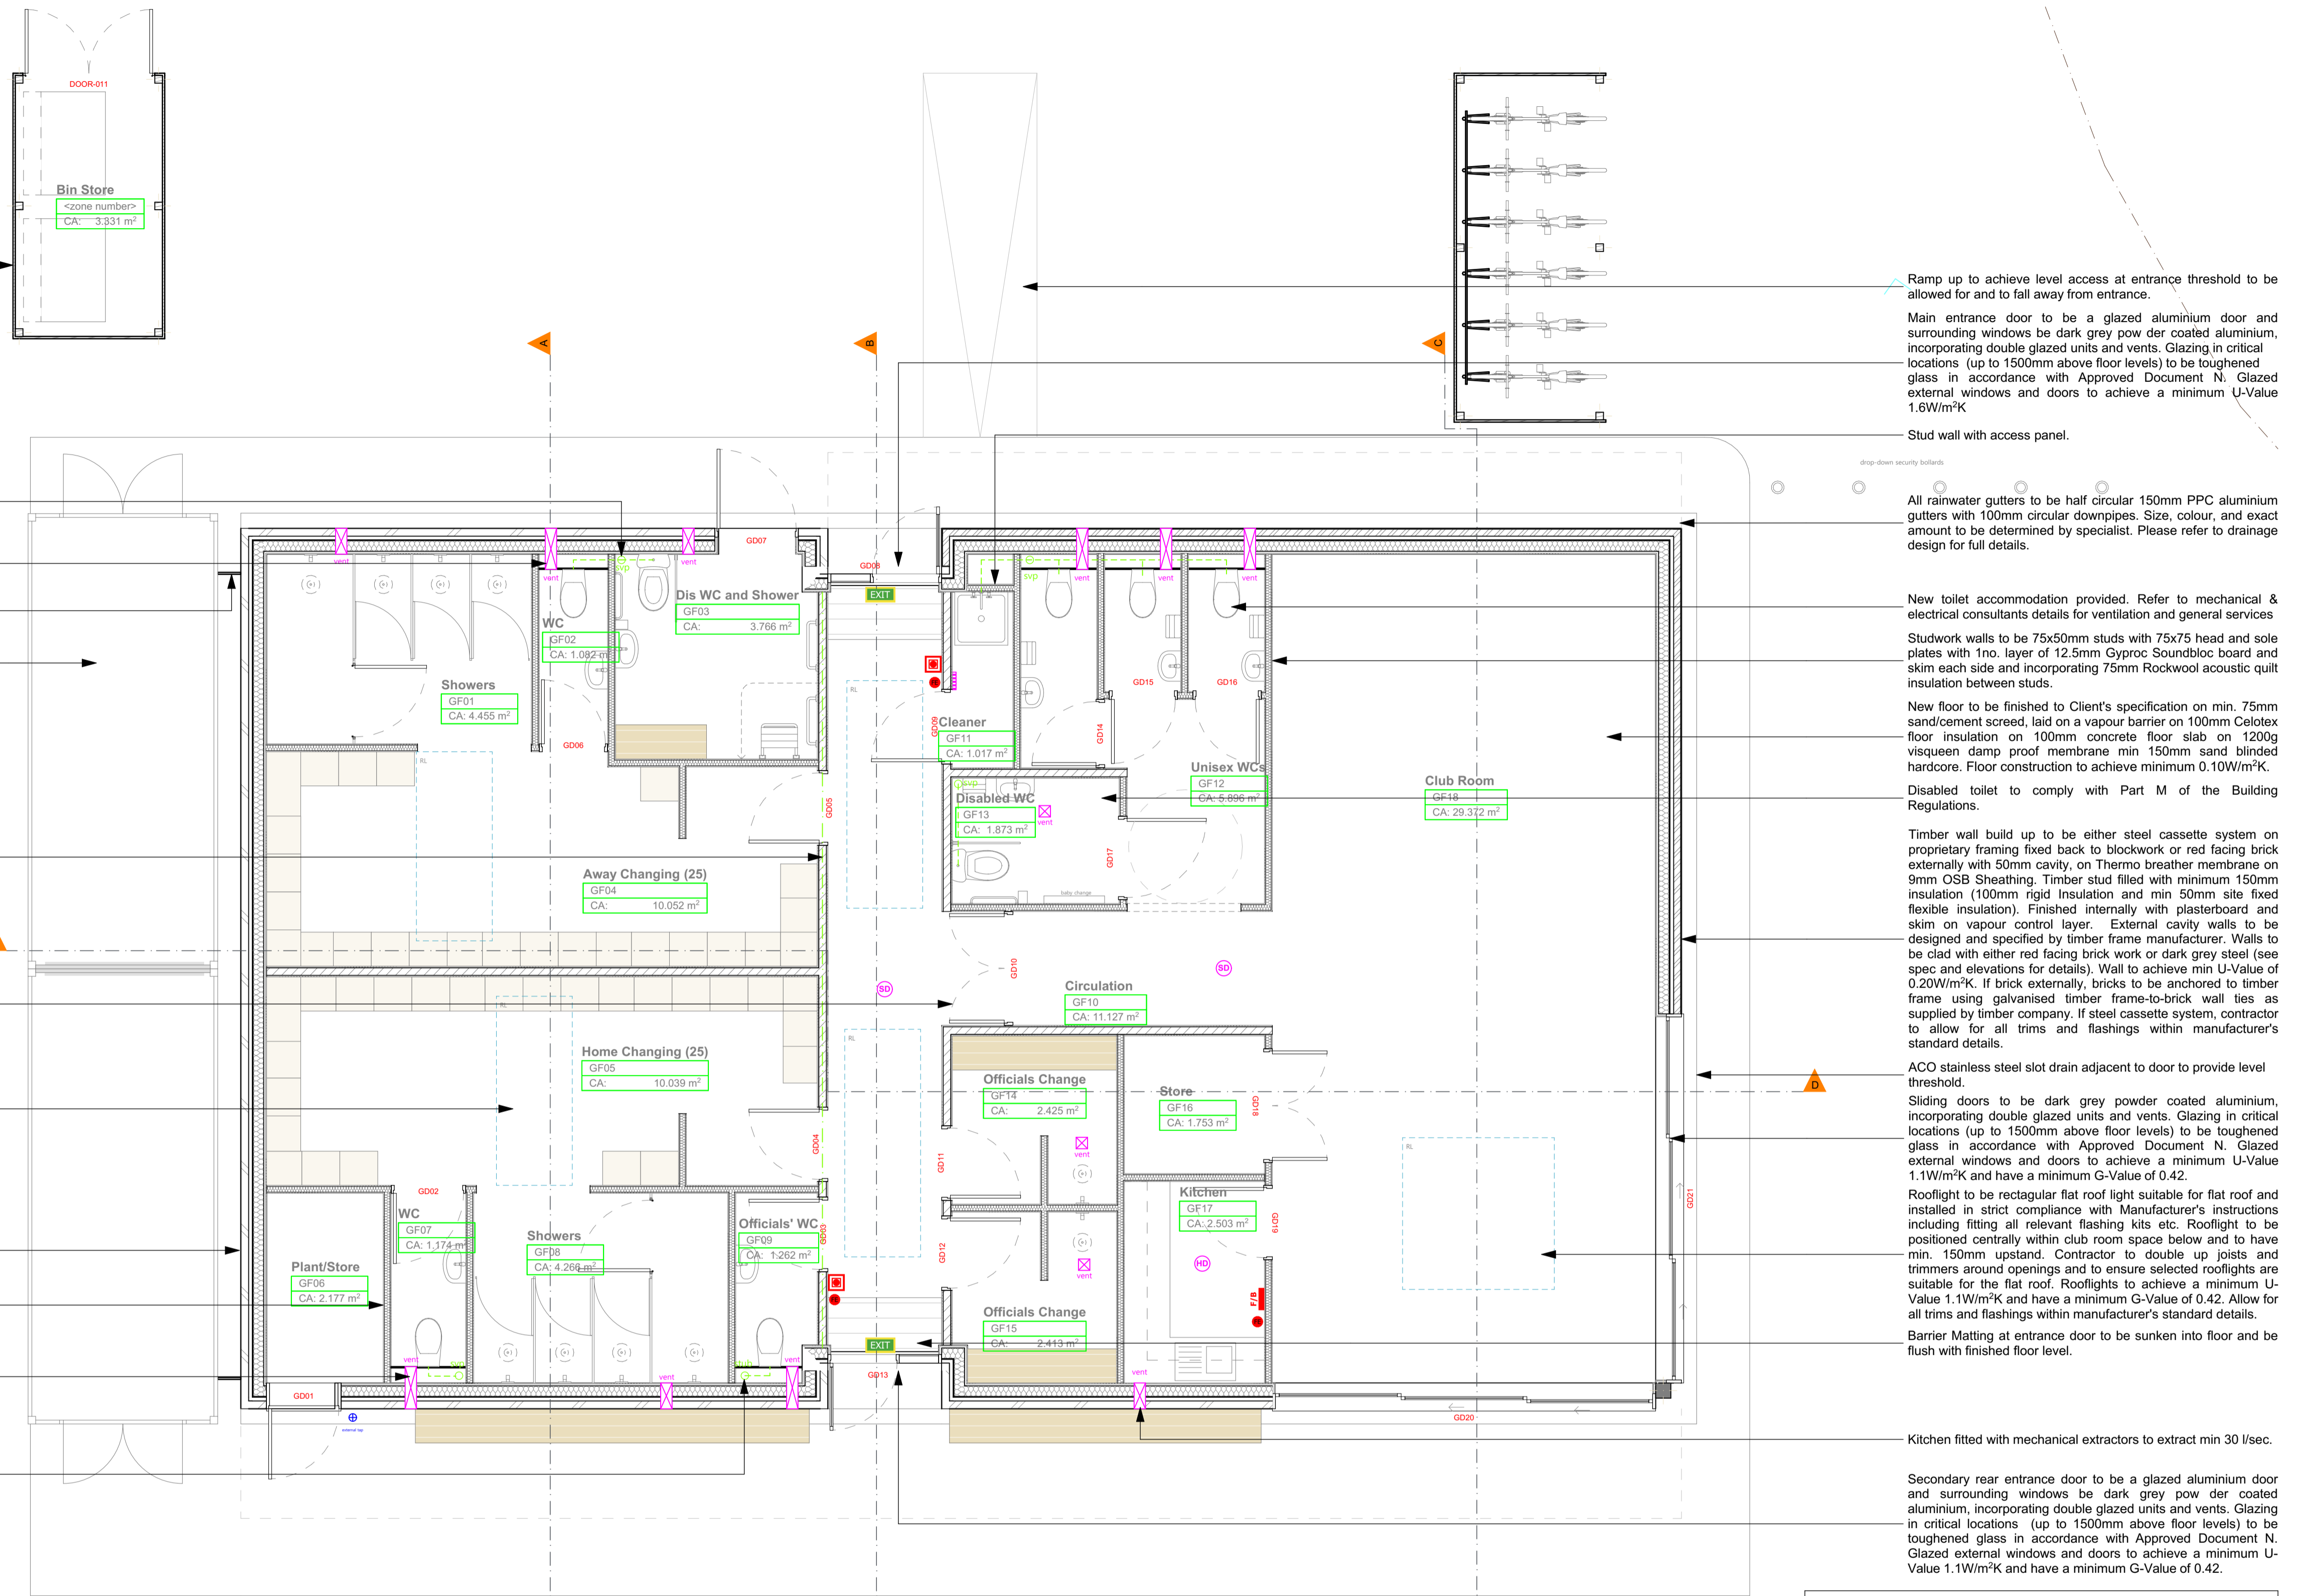 DOOR-011
Bin Store
<zone number>
CA: 3.331 m²
A
B
C
Ramp up to achieve level access at entrance threshold to be
allowed for and to fall away from entrance.
Main entrance door to be a glazed aluminium door and
surrounding windows be dark grey pow der coated aluminium,
incorporating double glazed units and vents. Glazing in critical
locations (up to 1500mm above floor levels) to be toughened
glass in accordance with Approved Document N. Glazed
external windows and doors to achieve a minimum U-Value
1.6W/m²K
Stud wall with access panel.
drop-down security bollards
All rainwater gutters to be half circular 150mm PPC aluminium
gutters with 100mm circular downpipes. Size, colour, and exact
amount to be determined by specialist. Please refer to drainage
design for full details.
New toilet accommodation provided. Refer to mechanical &
electrical consultants details for ventilation and general services
Studwork walls to be 75x50mm studs with 75x75 head and sole
plates with 1no. layer of 12.5mm Gyproc Soundbloc board and
skim each side and incorporating 75mm Rockwool acoustic quilt
insulation between studs.
New floor to be finished to Client's specification on min. 75mm
sand/cement screed, laid on a vapour barrier on 100mm Celotex
floor insulation on 100mm concrete floor slab on 1200g
visqueen damp proof membrane min 150mm sand blinded
hardcore. Floor construction to achieve minimum 0.10W/m²K.
Disabled toilet to comply with Part M of the Building
Regulations.
Timber wall build up to be either steel cassette system on
proprietary framing fixed back to blockwork or red facing brick
externally with 50mm cavity, on Thermo breather membrane on
9mm OSB Sheathing. Timber stud filled with minimum 150mm
insulation (100mm rigid Insulation and min 50mm site fixed
flexible insulation). Finished internally with plasterboard and
skim on vapour control layer. External cavity walls to be
designed and specified by timber frame manufacturer. Walls to
be clad with either red facing brick work or dark grey steel (see
spec and elevations for details). Wall to achieve min U-Value of
0.20W/m²K. If brick externally, bricks to be anchored to timber
frame using galvanised timber frame-to-brick wall ties as
supplied by timber company. If steel cassette system, contractor
to allow for all trims and flashings within manufacturer's
standard details.
ACO stainless steel slot drain adjacent to door to provide level
threshold.
Sliding doors to be dark grey powder coated aluminium,
incorporating double glazed units and vents. Glazing in critical
locations (up to 1500mm above floor levels) to be toughened
glass in accordance with Approved Document N. Glazed
external windows and doors to achieve a minimum U-Value
1.1W/m²K and have a minimum G-Value of 0.42.
Rooflight to be rectagular flat roof light suitable for flat roof and
installed in strict compliance with Manufacturer's instructions
including fitting all relevant flashing kits etc. Rooflight to be
positioned centrally within club room space below and to have
min. 150mm upstand. Contractor to double up joists and
trimmers around openings and to ensure selected rooflights are
suitable for the flat roof. Rooflights to achieve a minimum U-
Value 1.1W/m²K and have a minimum G-Value of 0.42. Allow for
all trims and flashings within manufacturer's standard details.
Barrier Matting at entrance door to be sunken into floor and be
flush with finished floor level.
Kitchen fitted with mechanical extractors to extract min 30 l/sec.
Secondary rear entrance door to be a glazed aluminium door
and surrounding windows be dark grey pow der coated
aluminium, incorporating double glazed units and vents. Glazing
in critical locations (up to 1500mm above floor levels) to be
toughened glass in accordance with Approved Document N.
Glazed external windows and doors to achieve a minimum U-
Value 1.1W/m²K and have a minimum G-Value of 0.42.
GD07
GD08
vent
vent
svp
vent
svp
vent
vent
vent
EXIT
Dis WC and Shower
GF03
CA: 3.766 m²
WC
GF02
CA: 1.082 m²
Showers
GF01
CA: 4.455 m²
GD06
RL
RL
FE
GD09
Cleaner
GF11
CA: 1.017 m²
GD14
GD15
GD16
Unisex WCs
GF12
CA: 5.896 m²
Club Room
GF18
CA: 29.372 m²
svp
Disabled WC
GF13
CA: 1.873 m²
vent
GD17
baby change
GD05
Away Changing (25)
GF04
CA: 10.052 m²
SD
SD
GD10
Circulation
GF10
CA: 11.127 m²
RL
Home Changing (25)
GF05
CA: 10.039 m²
RL
Officials Change
GF14
CA: 2.425 m²
Store
GF16
CA: 1.753 m²
GD18
D
vent
GD04
GD11
RL
GD02
WC
GF07
CA: 1.174 m²
Showers
GF08
CA: 4.266 m²
Officials' WC
GF09
CA: 1.262 m²
GD03
GD12
Kitchen
GF17
CA: 2.503 m²
GD19
GD21
vent
HD
Plant/Store
GF06
CA: 2.177 m²
FE
F/B
FE
Officials Change
GF15
CA: 2.413 m²
EXIT
vent
svp
vent
stub
vent
vent
GD01
GD13
GD20
external tap